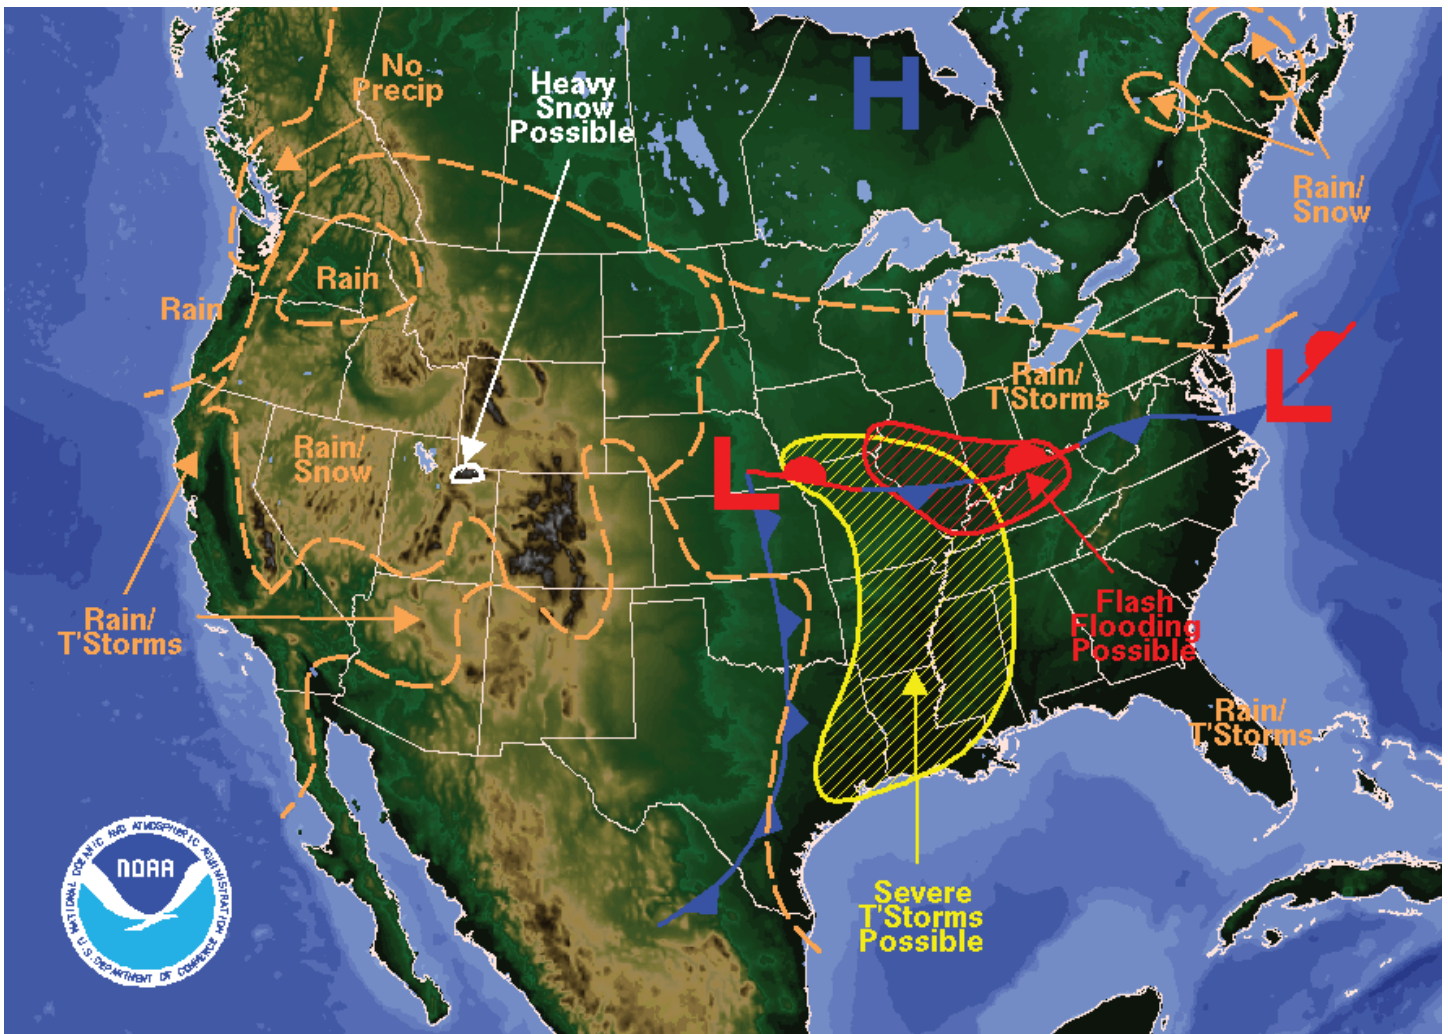 No
Precip
Heavy
Snow
Possible
H
Rain/
Snow
Rain
Rain
L
Rain/
T'Storms
Rain/
Snow
L
Rain/
T'Storms
Flash
Flooding
Possible
Rain/
T'Storms
Severe
T'Storms
Possible
NATIONAL OCEANIC AND ATMOSPHERIC ADMINISTRATION
NOAA
U.S. DEPARTMENT OF COMMERCE